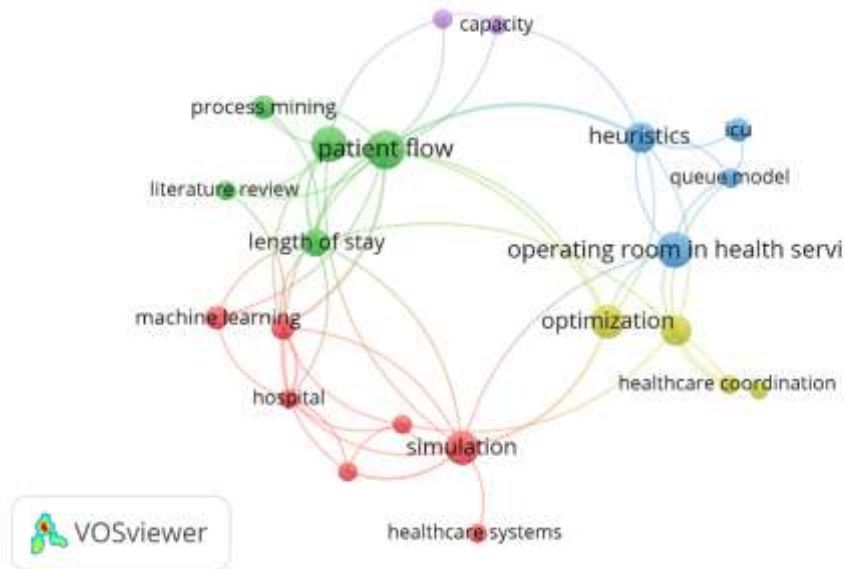 capacity
process mining
heuristics
icu
patient flow
queue model
literature review
length of stay
operating room in health servi
machine learning
optimization
healthcare coordination
hospital
simulation
healthcare systems
VOSviewer